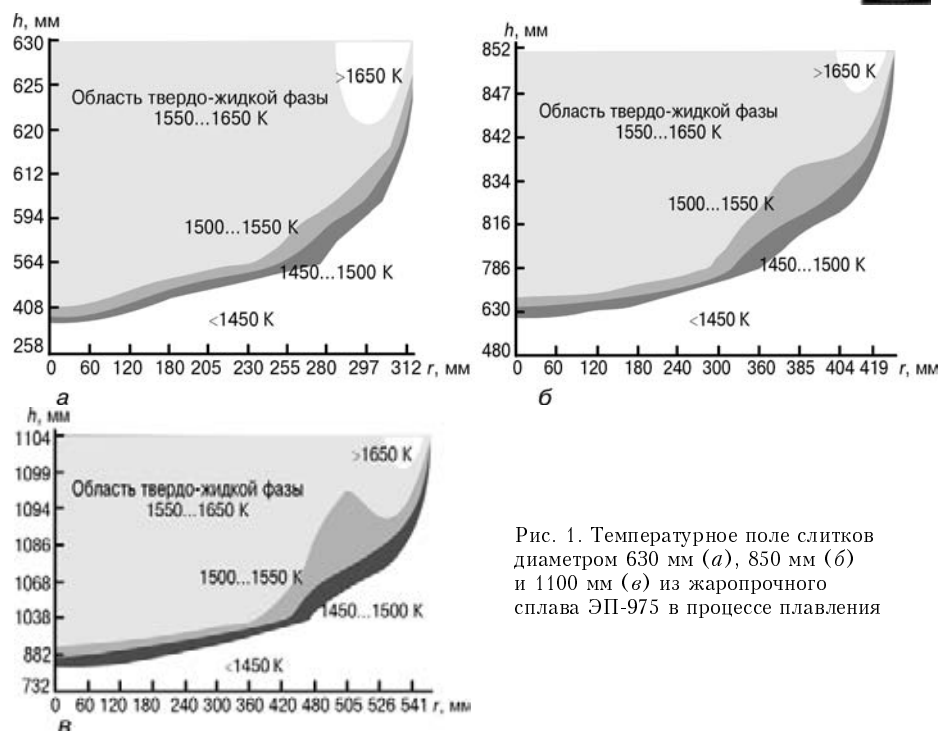 h, мм
630
625
620
612
594
564
408
258
>1650 К
Область твердо-жидкой фазы
1550...1650 К
1500...1550 К
1450...1500 К
<1450 К
0 60 120 180 205 230 255 280 297 312 r, мм
а
h, мм
852
847
842
834
816
786
630
480
>1650 К
Область твердо-жидкой фазы
1550...1650 К
1500...1550 К
1450...1500 К
<1450 К
0 60 120 180 240 300 360 385 404 419 r, мм
б
h, мм
1104
1099
1094
1086
1068
1038
882
732
>1650 К
Область твердо-жидкой фазы
1550...1650 К
1500...1550 К
1450...1500 К
<1450 К
0 60 120 180 240 300 360 420 480 505 526 541 r, мм
в
Рис. 1. Температурное поле слитков
диаметром 630 мм (а), 850 мм (б)
и 1100 мм (в) из жаропрочного
сплава ЭП-975 в процессе плавления